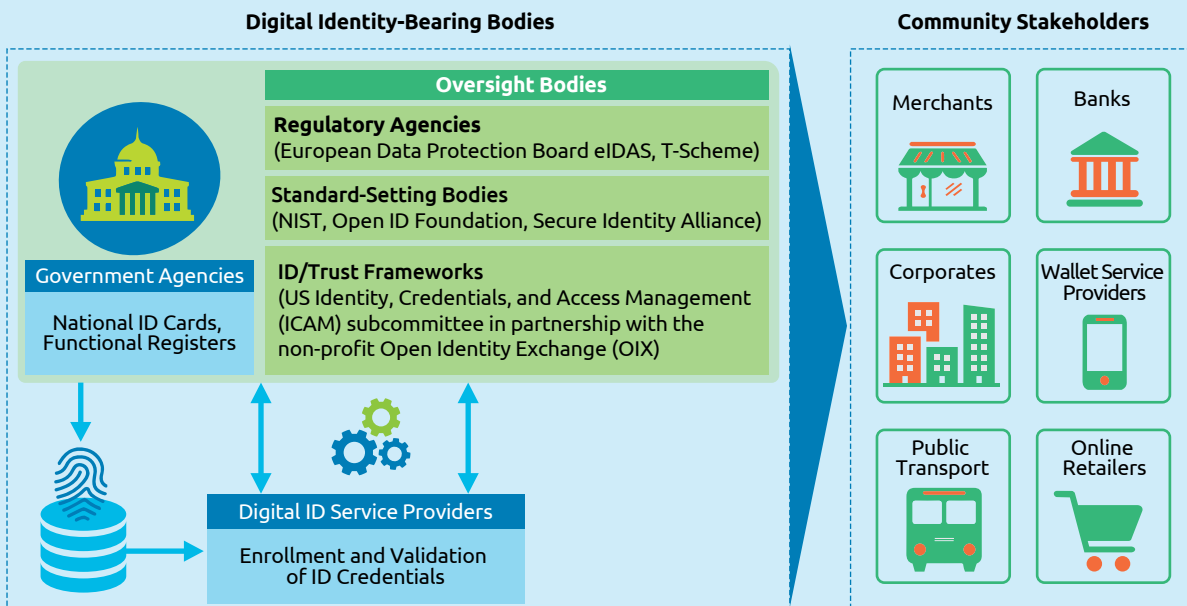 Digital Identity-Bearing Bodies
Community Stakeholders
Oversight Bodies
Regulatory Agencies
(European Data Protection Board eIDAS, T-Scheme)
Standard-Setting Bodies
(NIST, Open ID Foundation, Secure Identity Alliance)
ID/Trust Frameworks
(US Identity, Credentials, and Access Management
(ICAM) subcommittee in partnership with the
non-profit Open Identity Exchange (OIX)
Government Agencies
National ID Cards,
Functional Registers
Digital ID Service Providers
Enrollment and Validation
of ID Credentials
Merchants
Banks
Corporates
Wallet Service
Providers
Public
Transport
Online
Retailers